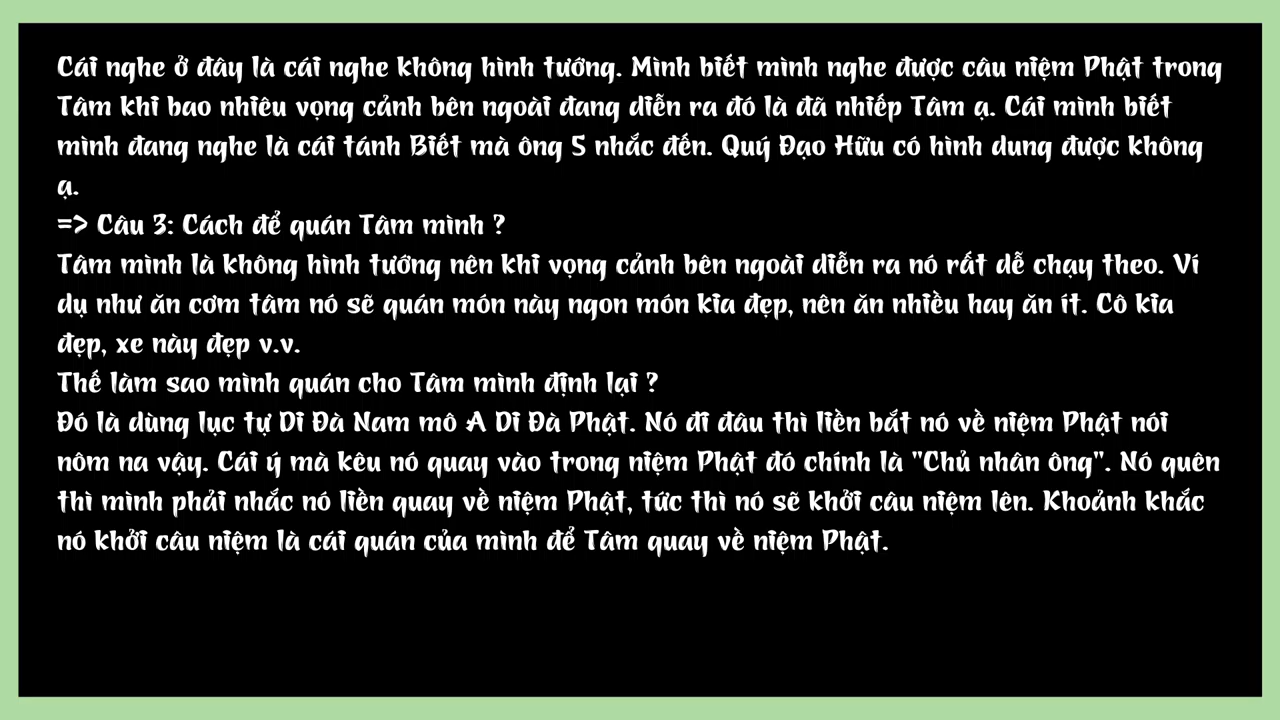 Cái nghe ở đây là cái nghe không hình tướng. Mình biết mình nghe được câu niệm Phật trong
Tâm khi bao nhiêu vọng cảnh bên ngoài đang diễn ra đó là đã nhiếp Tâm ạ. Cái mình biết
mình đang nghe là cái tánh Biết mà ông 5 nhắc đến. Quý Đạo Hữu có hình dung được không
ạ.
=> Câu 3: Cách để quán Tâm mình ?
Tâm mình là không hình tướng nên khi vọng cảnh bên ngoài diễn ra nó rất dễ chạy theo. Ví
dụ như ăn cơm tâm nó sẽ quán món này ngon món kia đẹp, nên ăn nhiều hay ăn ít. Cô kia
đẹp, xe này đẹp v.v.
Thế làm sao mình quán cho Tâm mình định lại ?
Đó là dùng lục tự Di Đà Nam mô A Di Đà Phật. Nó đi đâu thì liền bắt nó về niệm Phật nói
nôm na vậy. Cái ý mà kêu nó quay vào trong niệm Phật đó chính là "Chủ nhân ông". Nó quên
thì mình phải nhắc nó liền quay về niệm Phật, tức thì nó sẽ khởi câu niệm lên. Khoảnh khắc
nó khởi câu niệm là cái quán của mình để Tâm quay về niệm Phật.